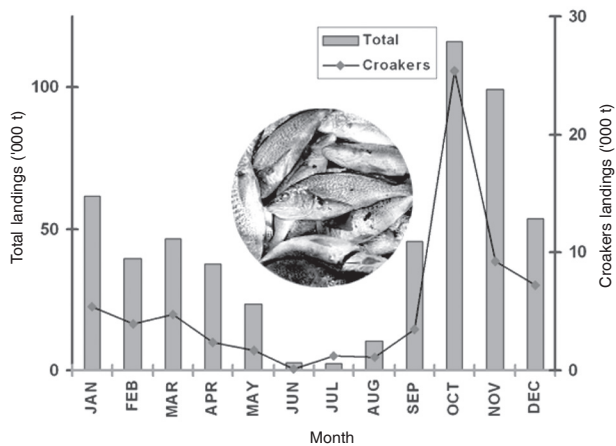 Total
Croakers
Total landings ('000 t)
100
50
0
30
20
10
0
Croakers landings ('000 t)
JAN
FEB
MAR
APR
MAY
JUN
JUL
AUG
SEP
OCT
NOV
DEC
Month